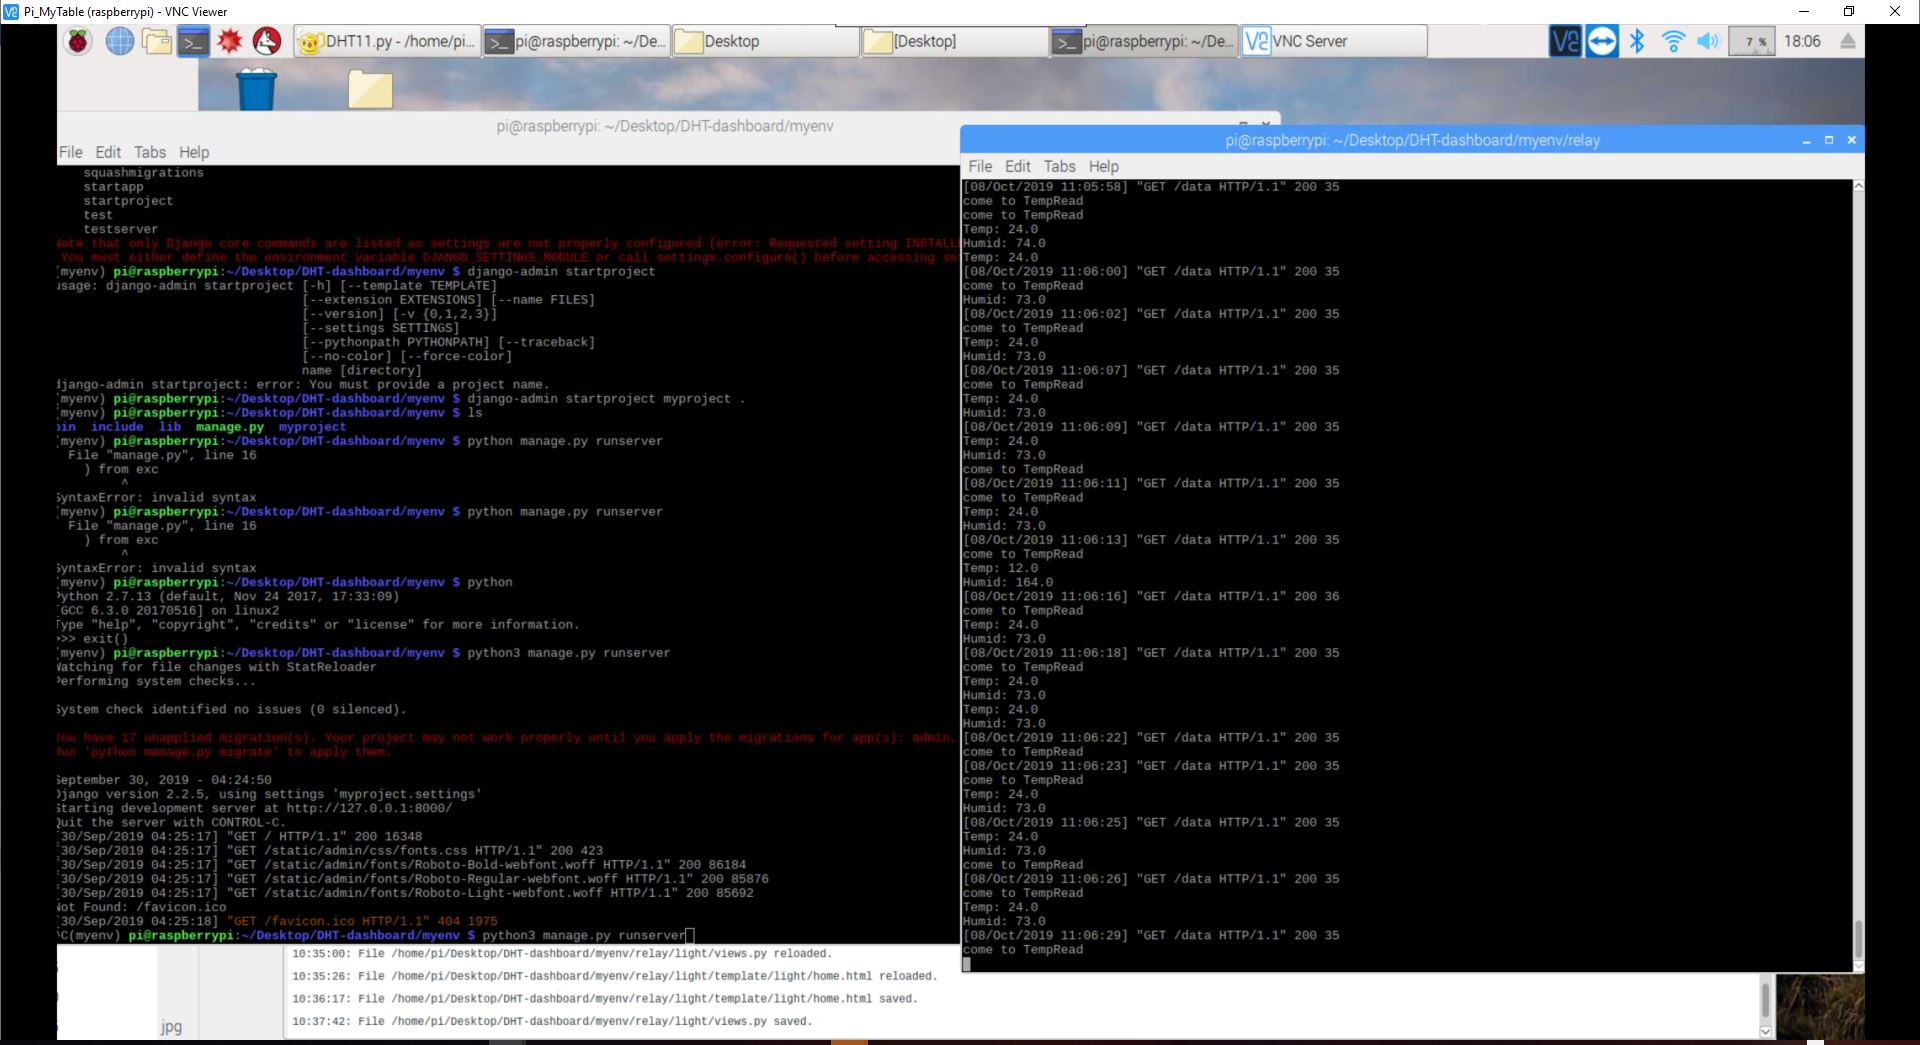 Pi_MyTable (raspberrypi) - VNC Viewer
DHT11.py - /home/pi...
pi@raspberrypi: ~/De...
Desktop
[Desktop]
pi@raspberrypi: ~/De...
VNC Server
7 %
18:06
pi@raspberrypi: ~/Desktop/DHT-dashboard/myenv
File Edit Tabs Help
squashmigrations
startapp
startproject
test
testserver
Note that only Django core commands are listed as settings are not properly configured (error: Requested setting INSTALL
You must either define the environment variable DJANGO_SETTINGS_MODULE or call settings.configure() before accessing se
(myenv) pi@raspberrypi:~/Desktop/DHT-dashboard/myenv $ django-admin startproject
usage: django-admin startproject [-h] [--template TEMPLATE]
[--extension EXTENSIONS] [--name FILES]
[--version] [-v {0,1,2,3}]
[--settings SETTINGS]
[--pythonpath PYTHONPATH] [--traceback]
[--no-color] [--force-color]
name [directory]
django-admin startproject: error: You must provide a project name.
(myenv) pi@raspberrypi:~/Desktop/DHT-dashboard/myenv $ django-admin startproject myproject .
(myenv) pi@raspberrypi:~/Desktop/DHT-dashboard/myenv $ ls
bin include lib manage.py myproject
(myenv) pi@raspberrypi:~/Desktop/DHT-dashboard/myenv $ python manage.py runserver
File "manage.py", line 16
) from exc
^
SyntaxError: invalid syntax
(myenv) pi@raspberrypi:~/Desktop/DHT-dashboard/myenv $ python manage.py runserver
File "manage.py", line 16
) from exc
^
SyntaxError: invalid syntax
(myenv) pi@raspberrypi:~/Desktop/DHT-dashboard/myenv $ python
Python 2.7.13 (default, Nov 24 2017, 17:33:09)
[GCC 6.3.0 20170516] on linux2
Type "help", "copyright", "credits" or "license" for more information.
>>> exit()
(myenv) pi@raspberrypi:~/Desktop/DHT-dashboard/myenv $ python3 manage.py runserver
Watching for file changes with StatReloader
Performing system checks...
System check identified no issues (0 silenced).
You have 17 unapplied migration(s). Your project may not work properly until you apply the migrations for app(s): admin,
Run 'python manage.py migrate' to apply them.
September 30, 2019 - 04:24:50
Django version 2.2.5, using settings 'myproject.settings'
Starting development server at http://127.0.0.1:8000/
Quit the server with CONTROL-C.
[30/Sep/2019 04:25:17] "GET / HTTP/1.1" 200 16348
[30/Sep/2019 04:25:17] "GET /static/admin/css/fonts.css HTTP/1.1" 200 423
[30/Sep/2019 04:25:17] "GET /static/admin/fonts/Roboto-Bold-webfont.woff HTTP/1.1" 200 86184
[30/Sep/2019 04:25:17] "GET /static/admin/fonts/Roboto-Regular-webfont.woff HTTP/1.1" 200 85876
[30/Sep/2019 04:25:17] "GET /static/admin/fonts/Roboto-Light-webfont.woff HTTP/1.1" 200 85692
Not Found: /favicon.ico
[30/Sep/2019 04:25:18] "GET /favicon.ico HTTP/1.1" 404 1975
^C(myenv) pi@raspberrypi:~/Desktop/DHT-dashboard/myenv $ python3 manage.py runserver
pi@raspberrypi: ~/Desktop/DHT-dashboard/myenv/relay
File Edit Tabs Help
[08/Oct/2019 11:05:58] "GET /data HTTP/1.1" 200 35
come to TempRead
come to TempRead
Temp: 24.0
Humid: 74.0
Temp: 24.0
[08/Oct/2019 11:06:00] "GET /data HTTP/1.1" 200 35
come to TempRead
Humid: 73.0
[08/Oct/2019 11:06:02] "GET /data HTTP/1.1" 200 35
come to TempRead
Temp: 24.0
Humid: 73.0
[08/Oct/2019 11:06:07] "GET /data HTTP/1.1" 200 35
come to TempRead
Temp: 24.0
Humid: 73.0
[08/Oct/2019 11:06:09] "GET /data HTTP/1.1" 200 35
Temp: 24.0
Humid: 73.0
come to TempRead
[08/Oct/2019 11:06:11] "GET /data HTTP/1.1" 200 35
come to TempRead
Temp: 24.0
Humid: 73.0
[08/Oct/2019 11:06:13] "GET /data HTTP/1.1" 200 35
come to TempRead
Temp: 12.0
Humid: 164.0
[08/Oct/2019 11:06:16] "GET /data HTTP/1.1" 200 36
come to TempRead
Temp: 24.0
Humid: 73.0
[08/Oct/2019 11:06:18] "GET /data HTTP/1.1" 200 35
come to TempRead
Temp: 24.0
Humid: 73.0
Temp: 24.0
Humid: 73.0
[08/Oct/2019 11:06:22] "GET /data HTTP/1.1" 200 35
come to TempRead
[08/Oct/2019 11:06:23] "GET /data HTTP/1.1" 200 35
come to TempRead
Temp: 24.0
Humid: 73.0
[08/Oct/2019 11:06:25] "GET /data HTTP/1.1" 200 35
Temp: 24.0
Humid: 73.0
come to TempRead
[08/Oct/2019 11:06:26] "GET /data HTTP/1.1" 200 35
come to TempRead
Temp: 24.0
Humid: 73.0
[08/Oct/2019 11:06:29] "GET /data HTTP/1.1" 200 35
come to TempRead
jpg
10:35:00: File /home/pi/Desktop/DHT-dashboard/myenv/relay/light/views.py reloaded.
10:35:26: File /home/pi/Desktop/DHT-dashboard/myenv/relay/light/template/light/home.html reloaded.
10:36:17: File /home/pi/Desktop/DHT-dashboard/myenv/relay/light/template/light/home.html saved.
10:37:42: File /home/pi/Desktop/DHT-dashboard/myenv/relay/light/views.py saved.